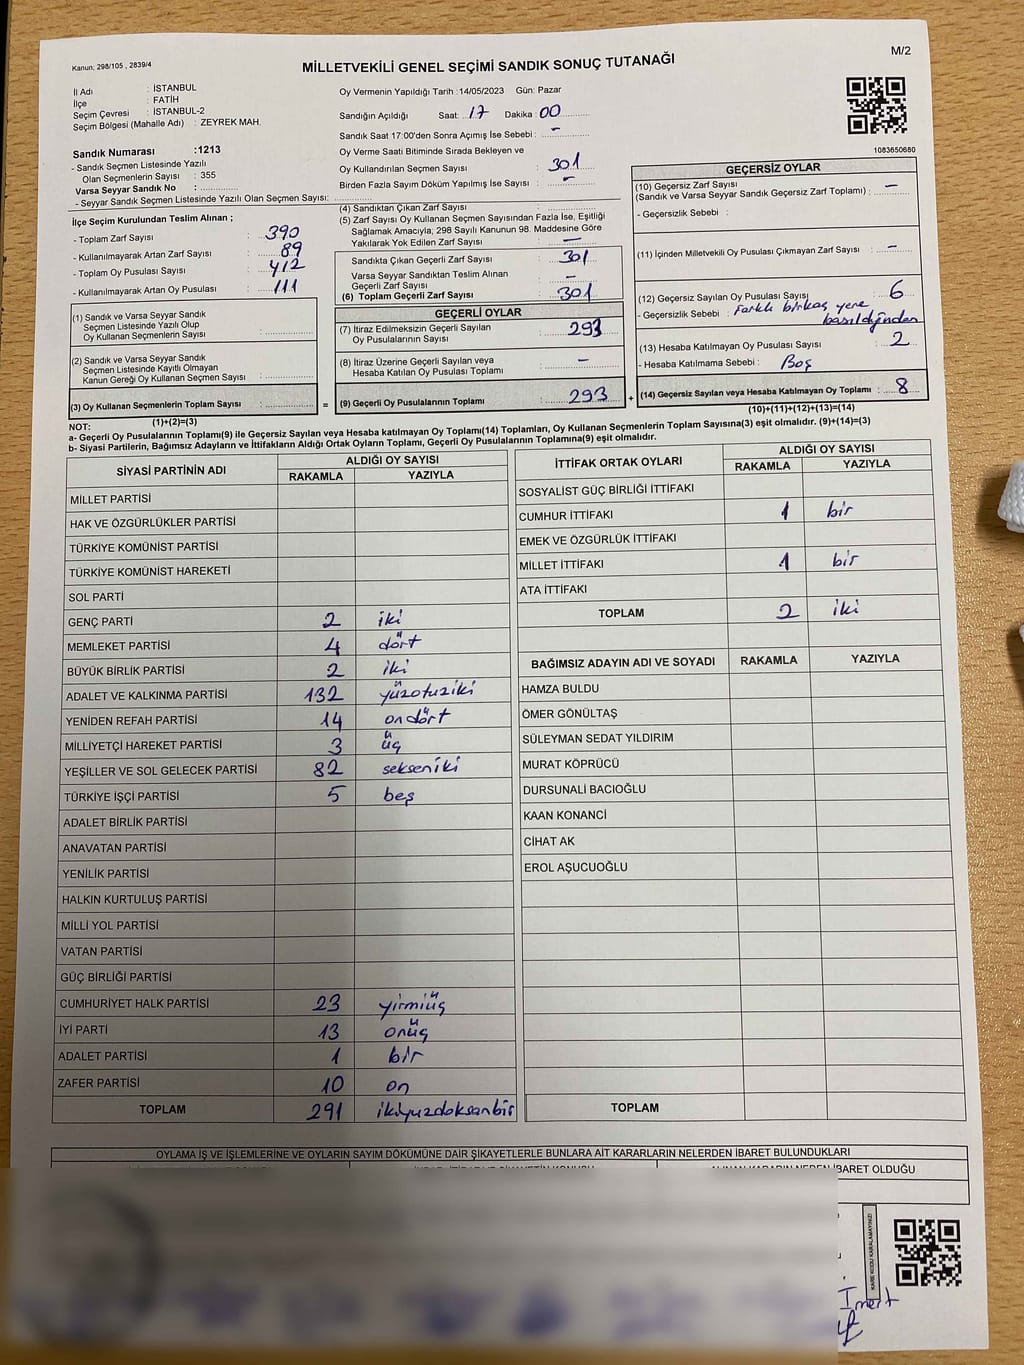 Kanun: 298/105 , 2839/4
M/2
MİLLETVEKİLİ GENEL SEÇİMİ SANDIK SONUÇ TUTANAĞI
İl Adı : İSTANBUL
İlçe : FATİH
Seçim Çevresi : İSTANBUL-2
Seçim Bölgesi (Mahalle Adı) : ZEYREK MAH.
Sandık Numarası :1213
- Sandık Seçmen Listesinde Yazılı
Olan Seçmenlerin Sayısı : 355
Varsa Seyyar Sandık No :
- Seyyar Sandık Seçmen Listesinde Yazılı Olan Seçmen Sayısı:
İlçe Seçim Kurulundan Teslim Alınan ;
- Toplam Zarf Sayısı : 390
- Kullanılmayarak Artan Zarf Sayısı : 89
- Toplam Oy Pusulası Sayısı : 412
- Kullanılmayarak Artan Oy Pusulası : 111
(1) Sandık ve Varsa Seyyar Sandık
Seçmen Listesinde Yazılı Olup
Oy Kullanan Seçmenlerin Sayısı :
(2) Sandık ve Varsa Seyyar Sandık
Seçmen Listesinde Kayıtlı Olmayan
Kanun Gereği Oy Kullanan Seçmen Sayısı :
(3) Oy Kullanan Seçmenlerin Toplam Sayısı :
(1)+(2)=(3)
Oy Vermenin Yapıldığı Tarih :14/05/2023 Gün: Pazar
Sandığın Açıldığı Saat: 17 Dakika: 00
Sandık Saat 17:00'den Sonra Açımış İse Sebebi : -
Oy Verme Saati Bitiminde Sırada Bekleyen ve
Oy Kullandırılan Seçmen Sayısı : 301
Birden Fazla Sayım Döküm Yapılmış İse Sayısı : -
(4) Sandıktan Çıkan Zarf Sayısı :
(5) Zarf Sayısı Oy Kullanan Seçmen Sayısından Fazla İse, Eşitliği
Sağlamak Amacıyla, 298 Sayılı Kanunun 98. Maddesine Göre
Yakılarak Yok Edilen Zarf Sayısı : -
Sandıkta Çıkan Geçerli Zarf Sayısı : 301
Varsa Seyyar Sandıktan Teslim Alınan
Geçerli Zarf Sayısı : -
(6) Toplam Geçerli Zarf Sayısı : 301
GEÇERLİ OYLAR
(7) İtiraz Edilmeksizin Geçerli Sayılan
Oy Pusulalarının Sayısı : 293
(8) İtiraz Üzerine Geçerli Sayılan veya
Hesaba Katılan Oy Pusulası Toplamı : -
= (9) Geçerli Oy Pusulalarının Toplamı : 293 +
1083650680
GEÇERSİZ OYLAR
(10) Geçersiz Zarf Sayısı
(Sandık ve Varsa Seyyar Sandık Geçersiz Zarf Toplamı) : -
- Geçersizlik Sebebi :
(11) İçinden Milletvekili Oy Pusulası Çıkmayan Zarf Sayısı : -
(12) Geçersiz Sayılan Oy Pusulası Sayısı : 6
- Geçersizlik Sebebi : Farklı birkaç yere
basıldığından
(13) Hesaba Katılmayan Oy Pusulası Sayısı : 2
- Hesaba Katılmama Sebebi : Boş
(14) Geçersiz Sayılan veya Hesaba Katılmayan Oy Toplamı : 8
(10)+(11)+(12)+(13)=(14)
NOT:
a- Geçerli Oy Pusulalarının Toplamı(9) ile Geçersiz Sayılan veya Hesaba katılmayan Oy Toplamı(14) Toplamları, Oy Kullanan Seçmenlerin Toplam Sayısına(3) eşit olmalıdır. (9)+(14)=(3)
b- Siyasi Partilerin, Bağımsız Adayların ve İttifakların Aldığı Ortak Oyların Toplamı, Geçerli Oy Pusulalarının Toplamına(9) eşit olmalıdır.
SİYASİ PARTİNİN ADI ALDIĞI OY SAYISI
RAKAMLA YAZIYLA
MİLLET PARTİSİ
HAK VE ÖZGÜRLÜKLER PARTİSİ
TÜRKİYE KOMÜNİST PARTİSİ
TÜRKİYE KOMÜNİST HAREKETİ
SOL PARTİ
GENÇ PARTİ 2 iki
MEMLEKET PARTİSİ 4 dört
BÜYÜK BİRLİK PARTİSİ 2 iki
ADALET VE KALKINMA PARTİSİ 132 yüzotuziki
YENİDEN REFAH PARTİSİ 14 ondört
MİLLİYETÇİ HAREKET PARTİSİ 3 üç
YEŞİLLER VE SOL GELECEK PARTİSİ 82 sekseniki
TÜRKİYE İŞÇİ PARTİSİ 5 beş
ADALET BİRLİK PARTİSİ
ANAVATAN PARTİSİ
YENİLİK PARTİSİ
HALKIN KURTULUŞ PARTİSİ
MİLLİ YOL PARTİSİ
VATAN PARTİSİ
GÜÇ BİRLİĞİ PARTİSİ
CUMHURİYET HALK PARTİSİ 23 yirmiüç
İYİ PARTİ 13 onüç
ADALET PARTİSİ 1 bir
ZAFER PARTİSİ 10 on
TOPLAM 291 ikiyuzdoksanbir
İTTİFAK ORTAK OYLARI ALDIĞI OY SAYISI
RAKAMLA YAZIYLA
SOSYALİST GÜÇ BİRLİĞİ İTTİFAKI
CUMHUR İTTİFAKI 1 bir
EMEK VE ÖZGÜRLÜK İTTİFAKI
MİLLET İTTİFAKI 1 bir
ATA İTTİFAKI
TOPLAM 2 iki
BAĞIMSIZ ADAYIN ADI VE SOYADI RAKAMLA YAZIYLA
HAMZA BULDU
ÖMER GÖNÜLTAŞ
SÜLEYMAN SEDAT YILDIRIM
MURAT KÖPRÜCÜ
DURSUNALİ BACIOĞLU
KAAN KONANCİ
CİHAT AK
EROL AŞUCUOĞLU
TOPLAM
OYLAMA İŞ VE İŞLEMLERİNE VE OYLARIN SAYIM DÖKÜMÜNE DAİR ŞİKAYETLERLE BUNLARA AİT KARARLARIN NELERDEN İBARET BULUNDUKLARI
İBARET OLDUĞU